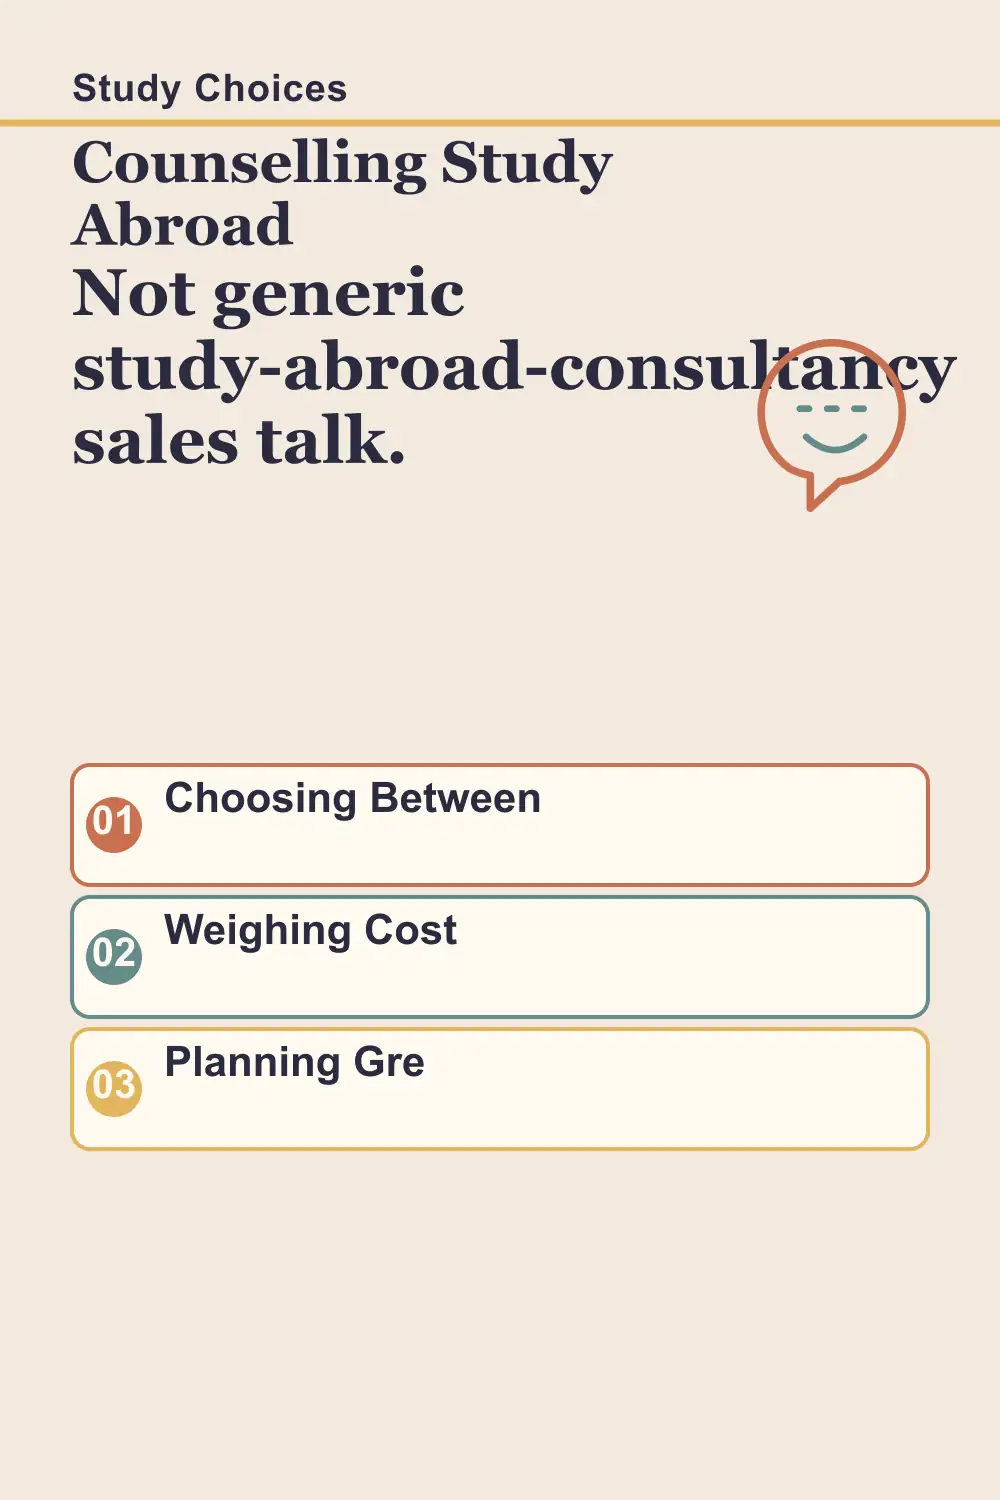 Study Choices
Counselling Study
Abroad
Not generic
study-abroad-consultancy
sales talk.
01 Choosing Between
02 Weighing Cost
03 Planning Gre